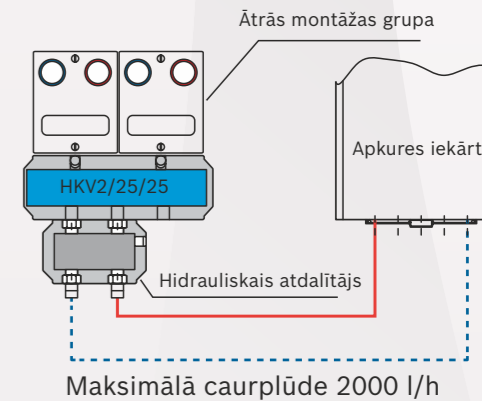 Ātrās montāžas grupa
Apkures iekārt
HKV2/25/25
Hidrauliskais atdalītājs
Maksimālā caurplūde 2000 l/h